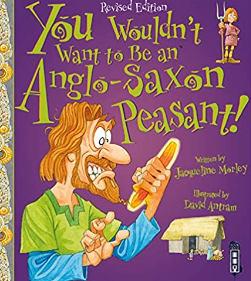 Revised Edition
You Wouldn't
Want to Be an
Anglo-Saxon
Peasant!
Written by
Jacqueline Morley
Illustrated by
David Antram